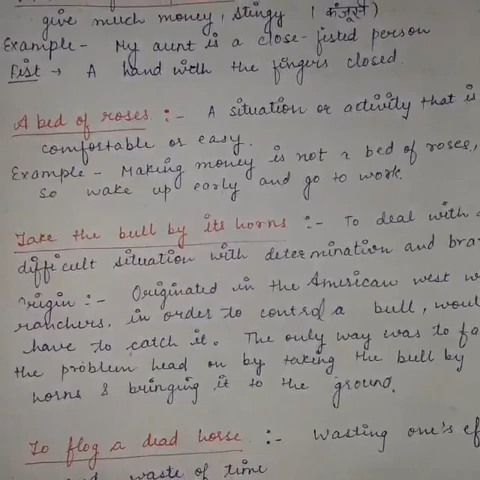 give much money, stingy ( कंजूस )
Example - My aunt is a close-fisted person
Fist → A hand with the fingers closed.
A bed of roses :- A situation or activity that is
comfortable or easy.
Example - Making money is not a bed of roses,
so wake up early and go to work
Take the bull by its horns :- To deal with
difficult situation with determination and
Origin :- Originated in the American west
ranchers, in order to control a bull,
have to catch it. The only way was to
the problem head on by taking the bull by
horns & bringing it to the ground.
To flog a dead horse :- Wasting one's
waste of time